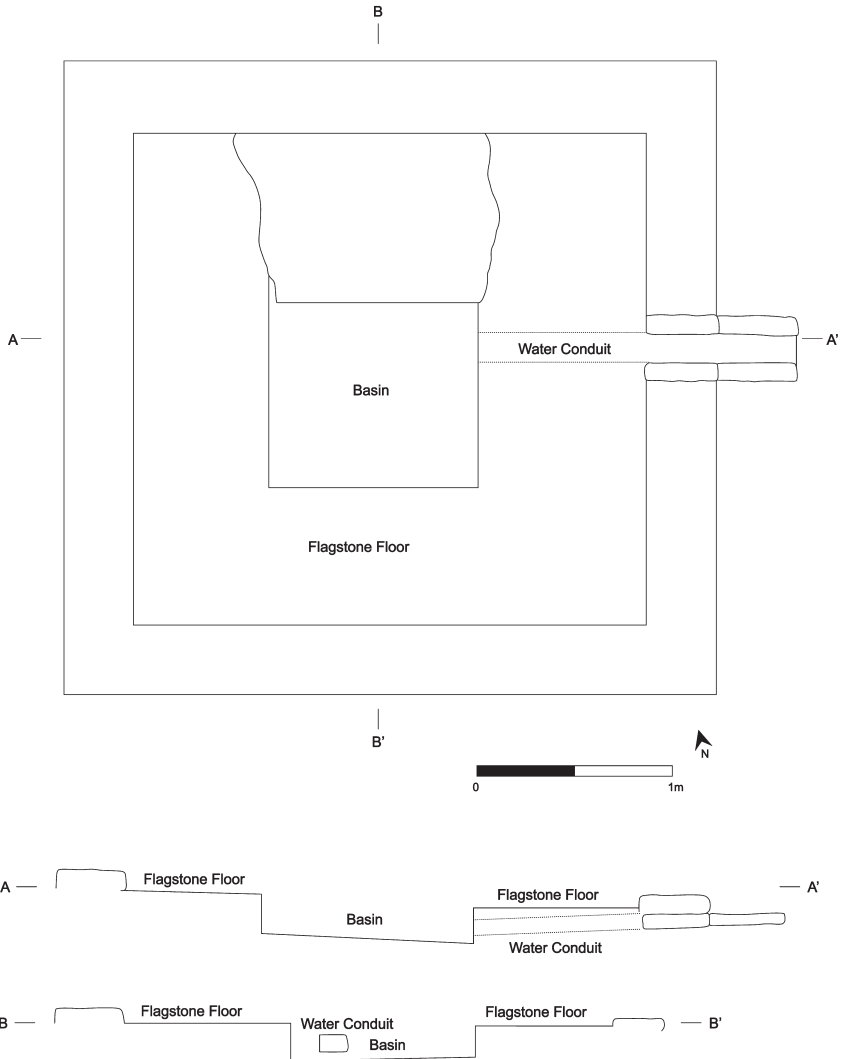 B
A
A'
Water Conduit
Basin
Flagstone Floor
B'
N
0
1m
A
Flagstone Floor
Flagstone Floor
A'
Basin
Water Conduit
B
Flagstone Floor
Flagstone Floor
B'
Water Conduit
Basin